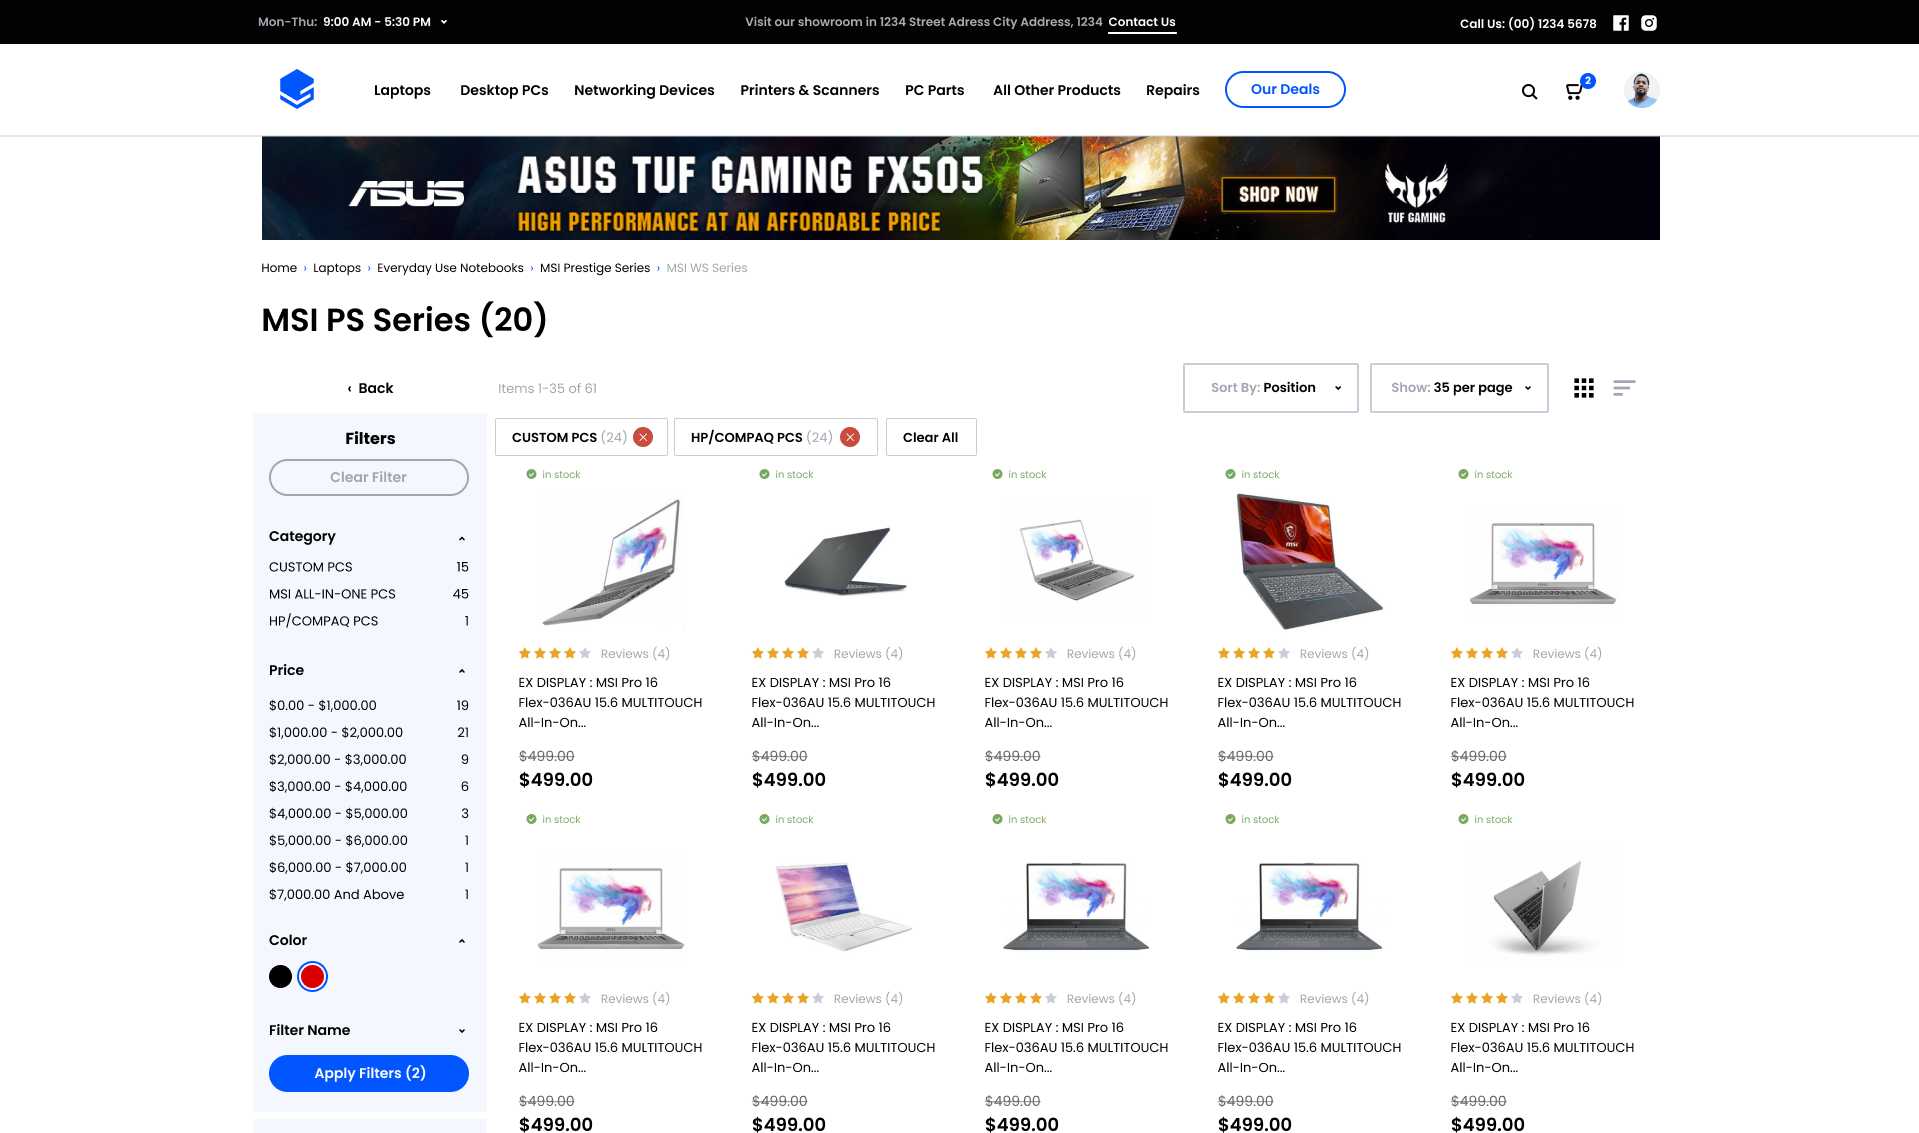 Mon-Thu: 9:00 AM - 5:30 PM
Visit our showroom in 1234 Street Adress City Address, 1234 Contact Us
Call Us: (00) 1234 5678
Laptops Desktop PCs Networking Devices Printers & Scanners PC Parts All Other Products Repairs Our Deals 2
ASUS
ASUS TUF GAMING FX505
HIGH PERFORMANCE AT AN AFFORDABLE PRICE
SHOP NOW
TUF GAMING
Home › Laptops › Everyday Use Notebooks › MSI Prestige Series › MSI WS Series
MSI PS Series (20)
‹ Back
Items 1-35 of 61
Sort By: Position
Show: 35 per page
Filters
Clear Filter
Category
CUSTOM PCS 15
MSI ALL-IN-ONE PCS 45
HP/COMPAQ PCS 1
Price
$0.00 - $1,000.00 19
$1,000.00 - $2,000.00 21
$2,000.00 - $3,000.00 9
$3,000.00 - $4,000.00 6
$4,000.00 - $5,000.00 3
$5,000.00 - $6,000.00 1
$6,000.00 - $7,000.00 1
$7,000.00 And Above 1
Color
Filter Name
Apply Filters (2)
CUSTOM PCS (24)
HP/COMPAQ PCS (24)
Clear All
in stock in stock in stock in stock in stock
msi
Reviews (4) Reviews (4) Reviews (4) Reviews (4) Reviews (4)
EX DISPLAY : MSI Pro 16 EX DISPLAY : MSI Pro 16 EX DISPLAY : MSI Pro 16 EX DISPLAY : MSI Pro 16 EX DISPLAY : MSI Pro 16
Flex-036AU 15.6 MULTITOUCH Flex-036AU 15.6 MULTITOUCH Flex-036AU 15.6 MULTITOUCH Flex-036AU 15.6 MULTITOUCH Flex-036AU 15.6 MULTITOUCH
All-In-On... All-In-On... All-In-On... All-In-On... All-In-On...
$499.00 $499.00 $499.00 $499.00 $499.00
$499.00 $499.00 $499.00 $499.00 $499.00
in stock in stock in stock in stock in stock
Reviews (4) Reviews (4) Reviews (4) Reviews (4) Reviews (4)
EX DISPLAY : MSI Pro 16 EX DISPLAY : MSI Pro 16 EX DISPLAY : MSI Pro 16 EX DISPLAY : MSI Pro 16 EX DISPLAY : MSI Pro 16
Flex-036AU 15.6 MULTITOUCH Flex-036AU 15.6 MULTITOUCH Flex-036AU 15.6 MULTITOUCH Flex-036AU 15.6 MULTITOUCH Flex-036AU 15.6 MULTITOUCH
All-In-On... All-In-On... All-In-On... All-In-On... All-In-On...
$499.00 $499.00 $499.00 $499.00 $499.00
$499.00 $499.00 $499.00 $499.00 $499.00